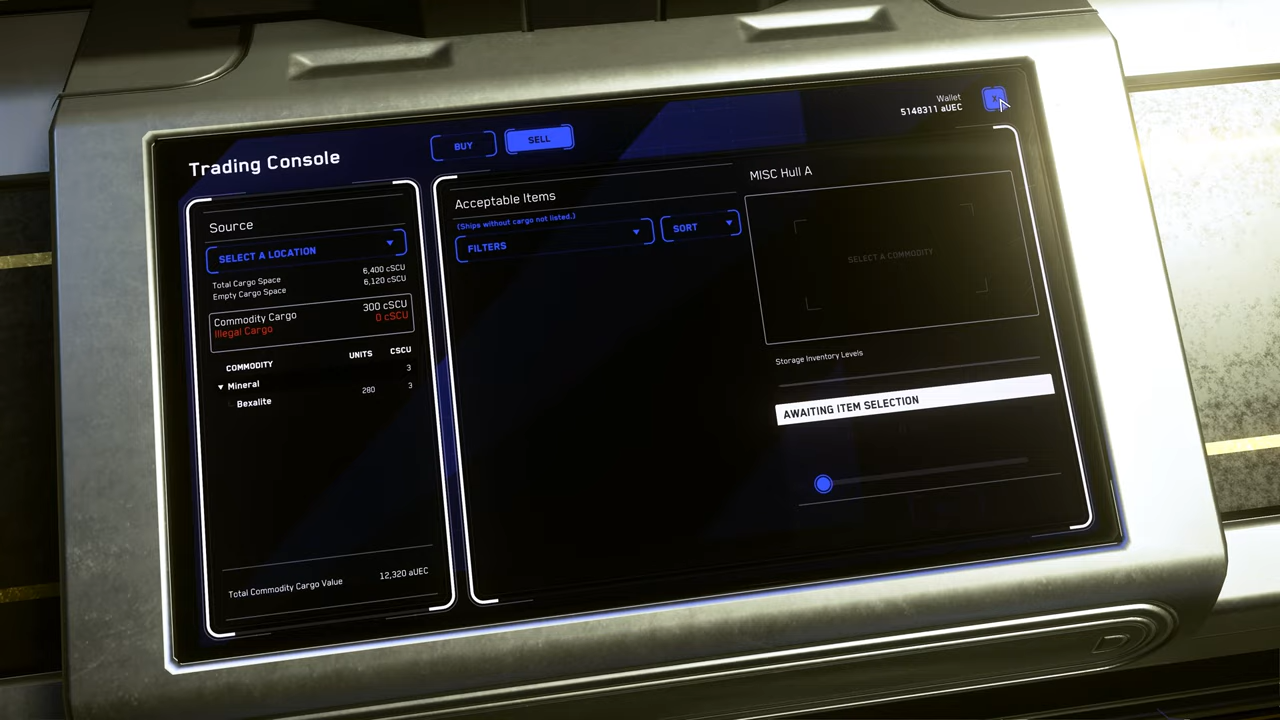 Trading Console
BUY
SELL
Wallet
5148311 aUEC
X
Source
SELECT A LOCATION
Total Cargo Space 6,400 cSCU
Empty Cargo Space 6,120 cSCU
Commodity Cargo 300 cSCU
Illegal Cargo 0 cSCU
COMMODITY UNITS CSCU
Mineral 3
Bexalite 280 3
Total Commodity Cargo Value 12,320 aUEC
Acceptable Items
(Ships without cargo not listed.)
FILTERS
SORT
MISC Hull A
SELECT A COMMODITY
Storage Inventory Levels
AWAITING ITEM SELECTION